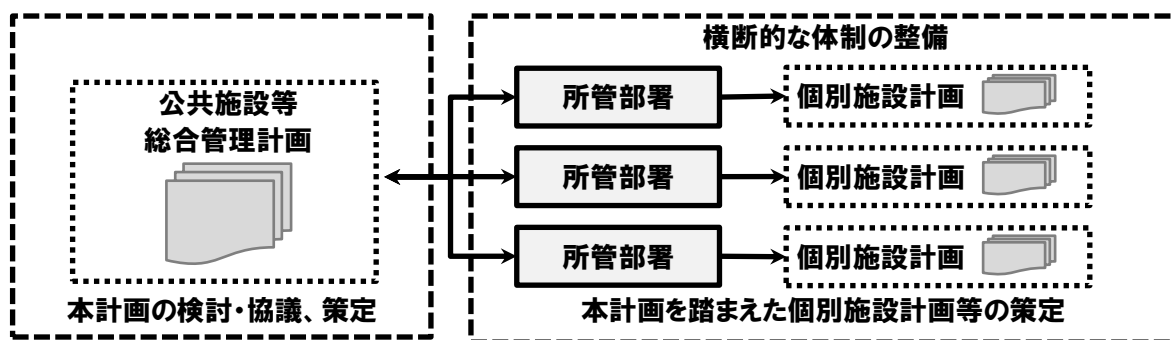 公共施設等
総合管理計画
本計画の検討・協議、策定
横断的な体制の整備
所管部署
個別施設計画
所管部署
個別施設計画
所管部署
個別施設計画
本計画を踏まえた個別施設計画等の策定